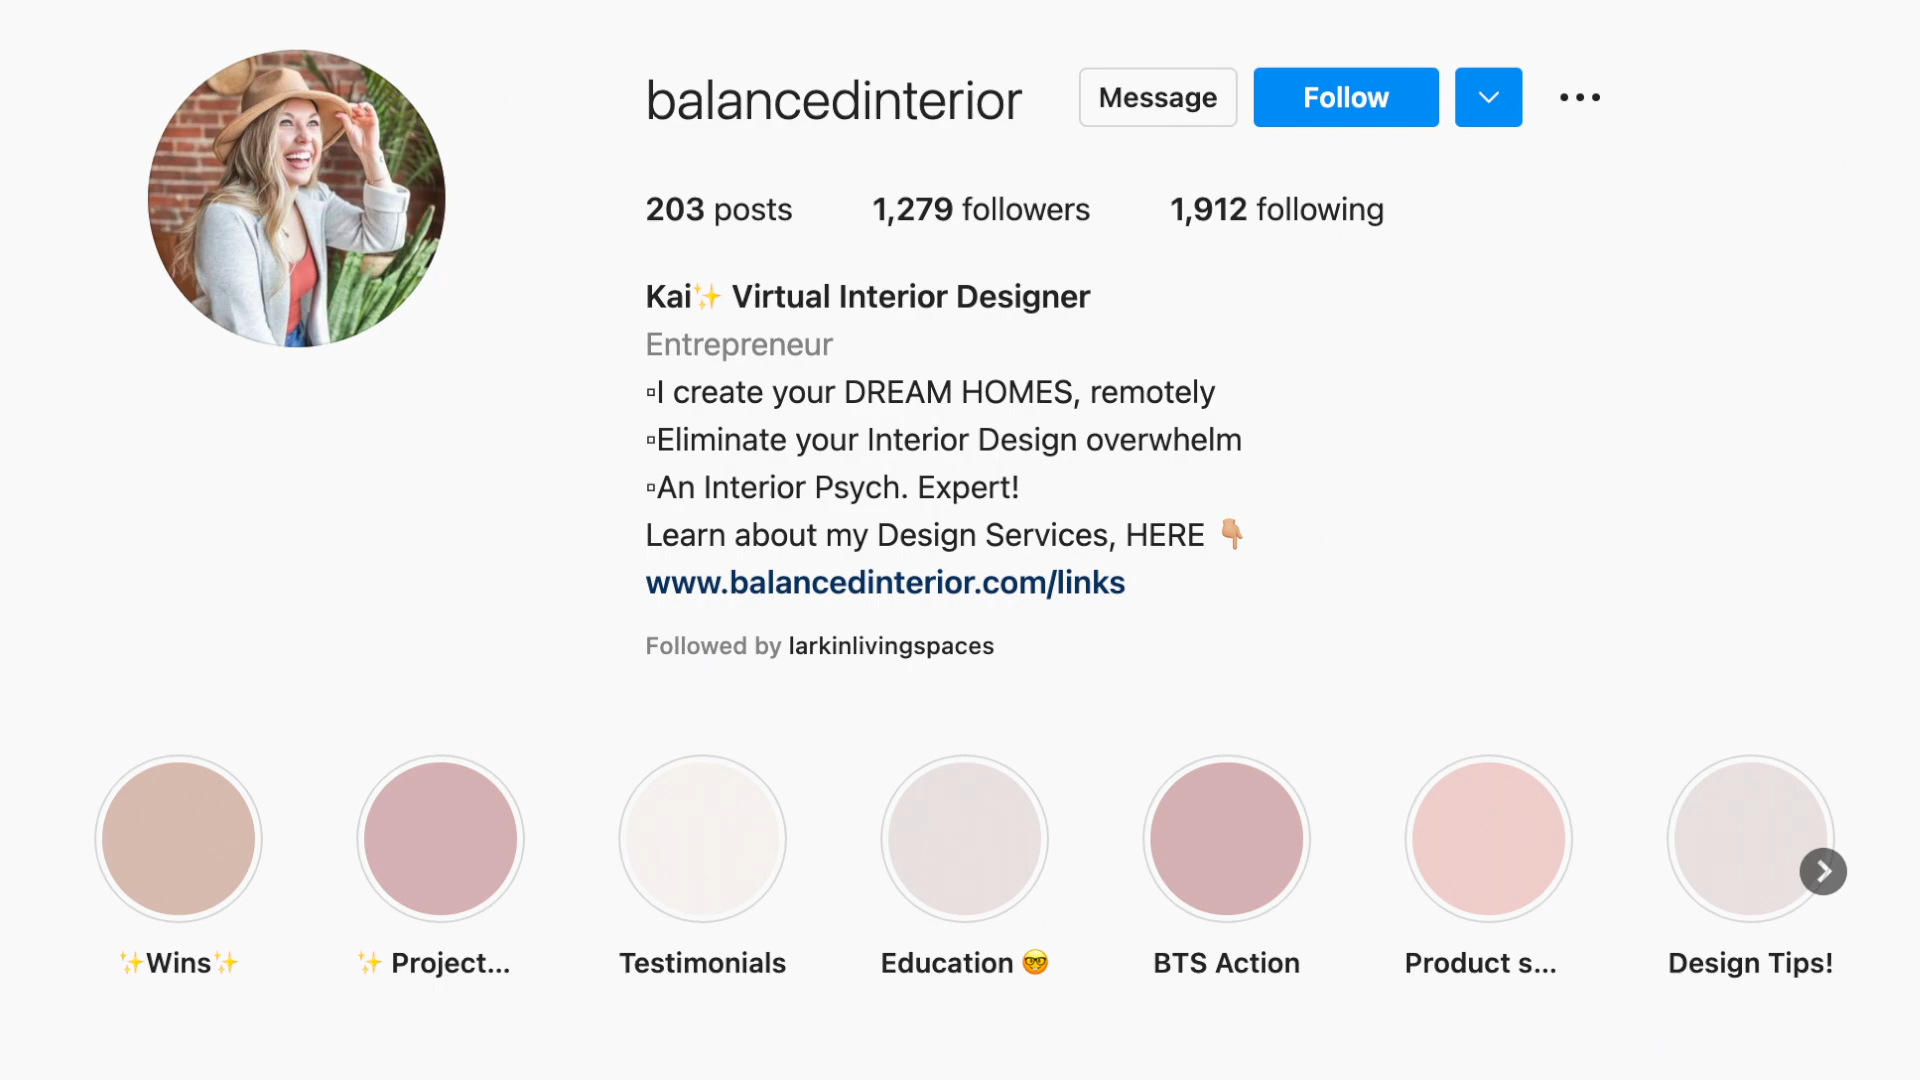 balancedinterior Message Follow
203 posts 1,279 followers 1,912 following
Kai✨ Virtual Interior Designer
Entrepreneur
▫️I create your DREAM HOMES, remotely
▫️Eliminate your Interior Design overwhelm
▫️An Interior Psych. Expert!
Learn about my Design Services, HERE 👇🏼
www.balancedinterior.com/links
Followed by larkinlivingspaces
✨Wins✨ ✨ Project... Testimonials Education 🤓 BTS Action Product s... Design Tips!